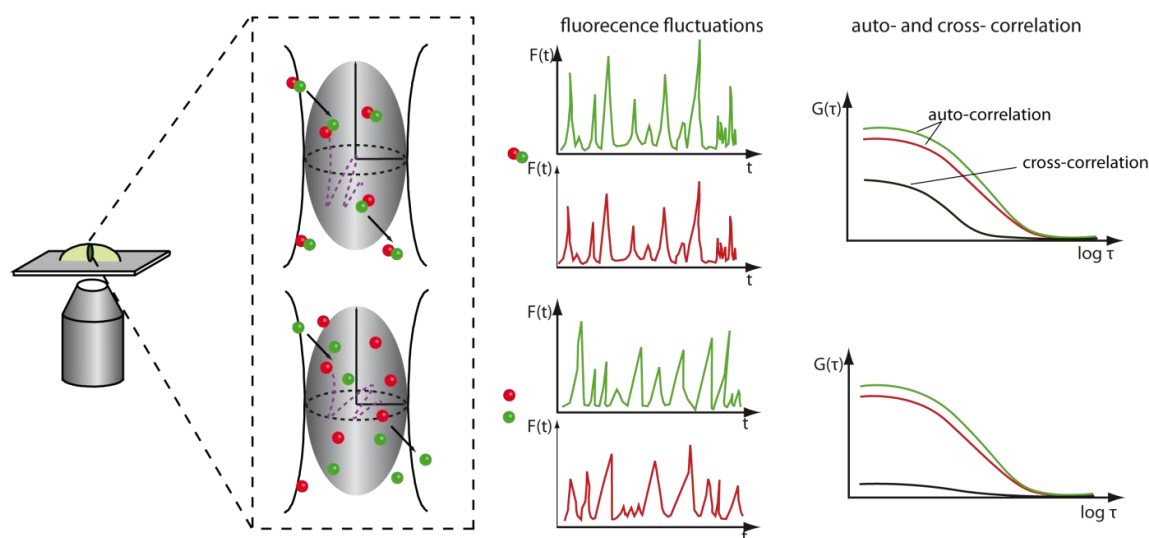 fluorecence fluctuations
auto- and cross- correlation
F(t)
t
F(t)
t
G(τ)
auto-correlation
cross-correlation
log τ
F(t)
t
F(t)
t
G(τ)
log τ